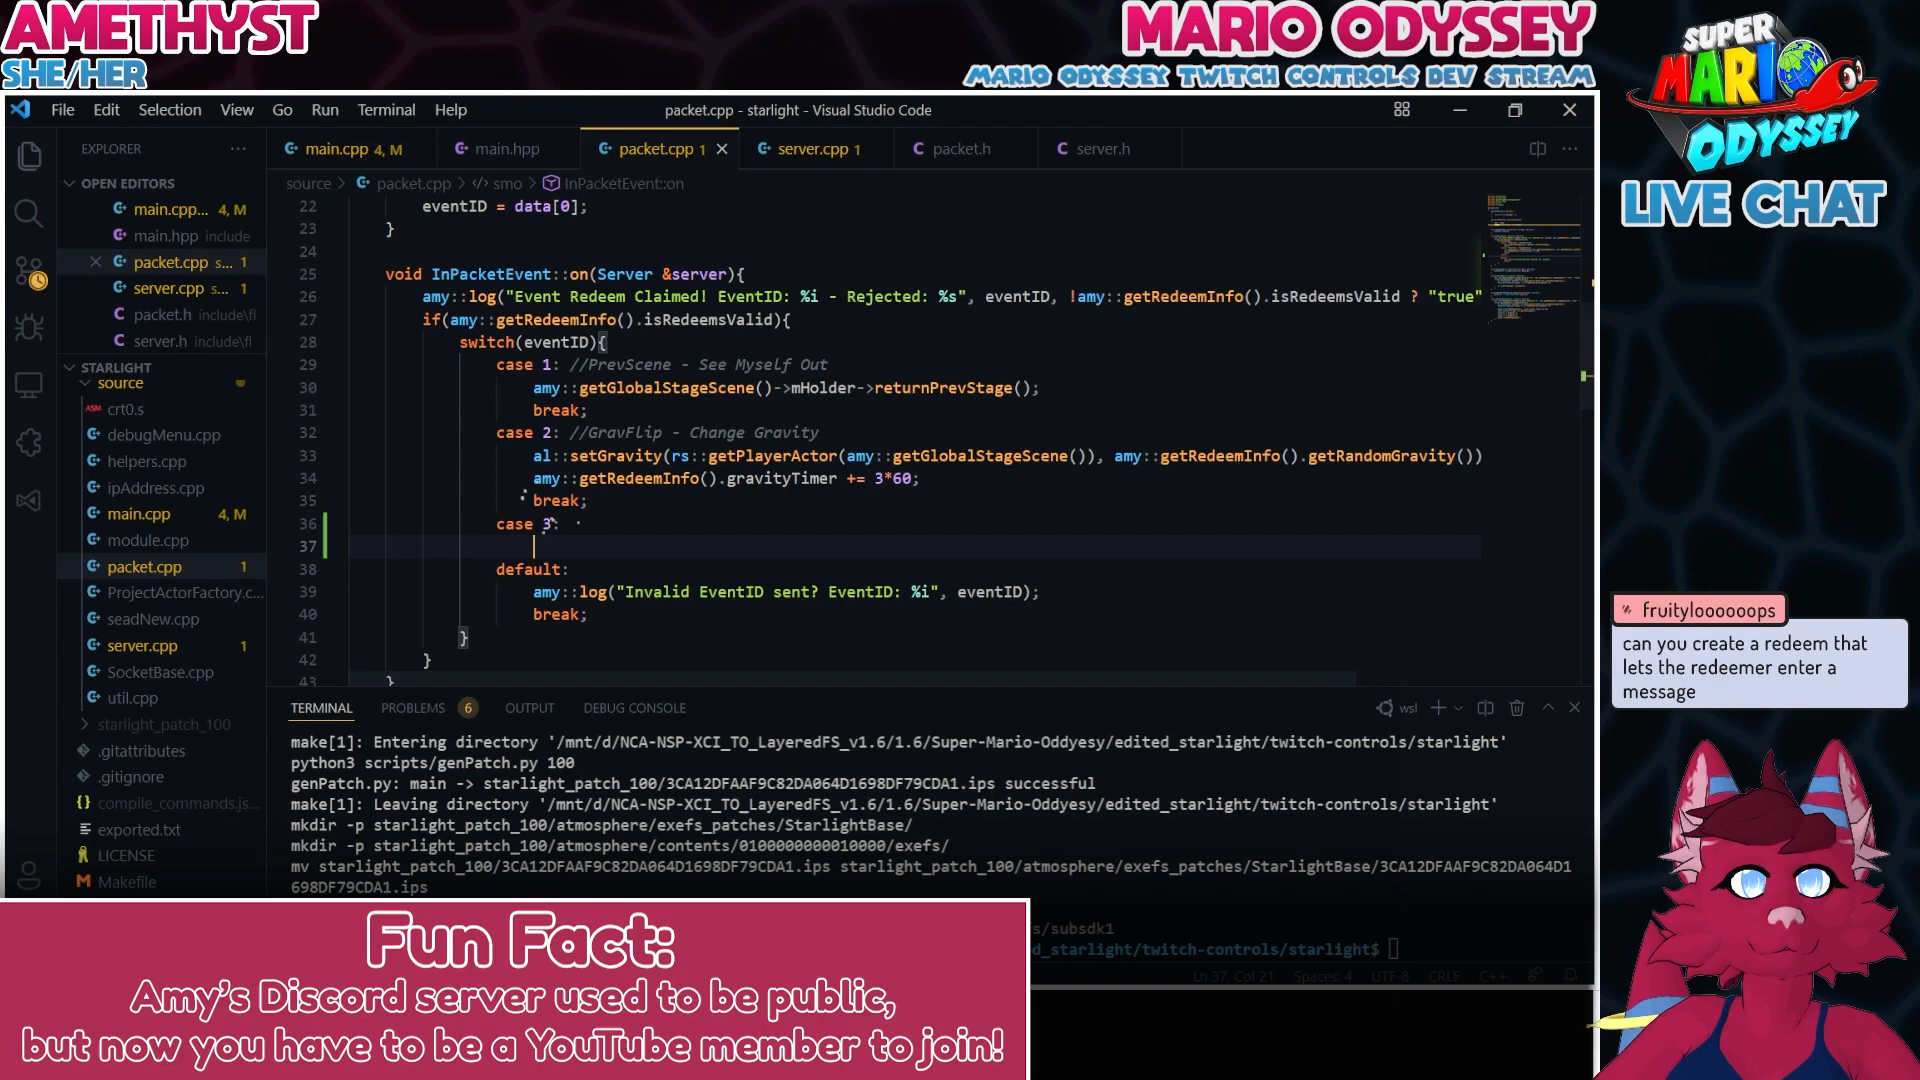 AMETHYST
SHE/HER
MARIO ODYSSEY
MARIO ODYSSEY TWITCH CONTROLS DEV STREAM
SUPER
MARIO
ODYSSEY
LIVE CHAT
File Edit Selection View Go Run Terminal Help
packet.cpp - starlight - Visual Studio Code
EXPLORER
main.cpp 4, M
main.hpp
packet.cpp 1
server.cpp 1
packet.h
server.h
source > packet.cpp > smo > InPacketEvent::on
OPEN EDITORS
main.cpp... 4, M
main.hpp include
packet.cpp s... 1
server.cpp s... 1
packet.h include\fl
server.h include\fl
STARLIGHT
source
crt0.s
debugMenu.cpp
helpers.cpp
ipAddress.cpp
main.cpp 4, M
module.cpp
packet.cpp 1
ProjectActorFactory.c...
seadNew.cpp
server.cpp 1
SocketBase.cpp
util.cpp
starlight_patch_100
.gitattributes
.gitignore
compile_commands.js...
exported.txt
LICENSE
Makefile
22 eventID = data[0];
23 }
24
25 void InPacketEvent::on(Server &server){
26 amy::log("Event Redeem Claimed! EventID: %i - Rejected: %s", eventID, !amy::getRedeemInfo().isRedeemsValid ? "true"
27 if(amy::getRedeemInfo().isRedeemsValid){
28 switch(eventID){
29 case 1: //PrevScene - See Myself Out
30 amy::getGlobalStageScene()->mHolder->returnPrevStage();
31 break;
32 case 2: //GravFlip - Change Gravity
33 al::setGravity(rs::getPlayerActor(amy::getGlobalStageScene()), amy::getRedeemInfo().getRandomGravity())
34 amy::getRedeemInfo().gravityTimer += 3*60;
35 break;
36 case 3:
37
38 default:
39 amy::log("Invalid EventID sent? EventID: %i", eventID);
40 break;
41 }
42 }
43 }
TERMINAL PROBLEMS 6 OUTPUT DEBUG CONSOLE
wsl
make[1]: Entering directory '/mnt/d/NCA-NSP-XCI_TO_LayeredFS_v1.6/1.6/Super-Mario-Oddyesy/edited_starlight/twitch-controls/starlight'
python3 scripts/genPatch.py 100
genPatch.py: main -> starlight_patch_100/3CA12DFAAF9C82DA064D1698DF79CDA1.ips successful
make[1]: Leaving directory '/mnt/d/NCA-NSP-XCI_TO_LayeredFS_v1.6/1.6/Super-Mario-Oddyesy/edited_starlight/twitch-controls/starlight'
mkdir -p starlight_patch_100/atmosphere/exefs_patches/StarlightBase/
mkdir -p starlight_patch_100/atmosphere/contents/0100000000010000/exefs/
mv starlight_patch_100/3CA12DFAAF9C82DA064D1698DF79CDA1.ips starlight_patch_100/atmosphere/exefs_patches/StarlightBase/3CA12DFAAF9C82DA064D1
698DF79CDA1.ips
s/subsdk1
d_starlight/twitch-controls/starlight$
Ln 37, Col 21 Spaces: 4 UTF-8 CRLF C++
fruityloooooops
can you create a redeem that
lets the redeemer enter a
message
Fun Fact:
Amy's Discord server used to be public,
but now you have to be a YouTube member to join!